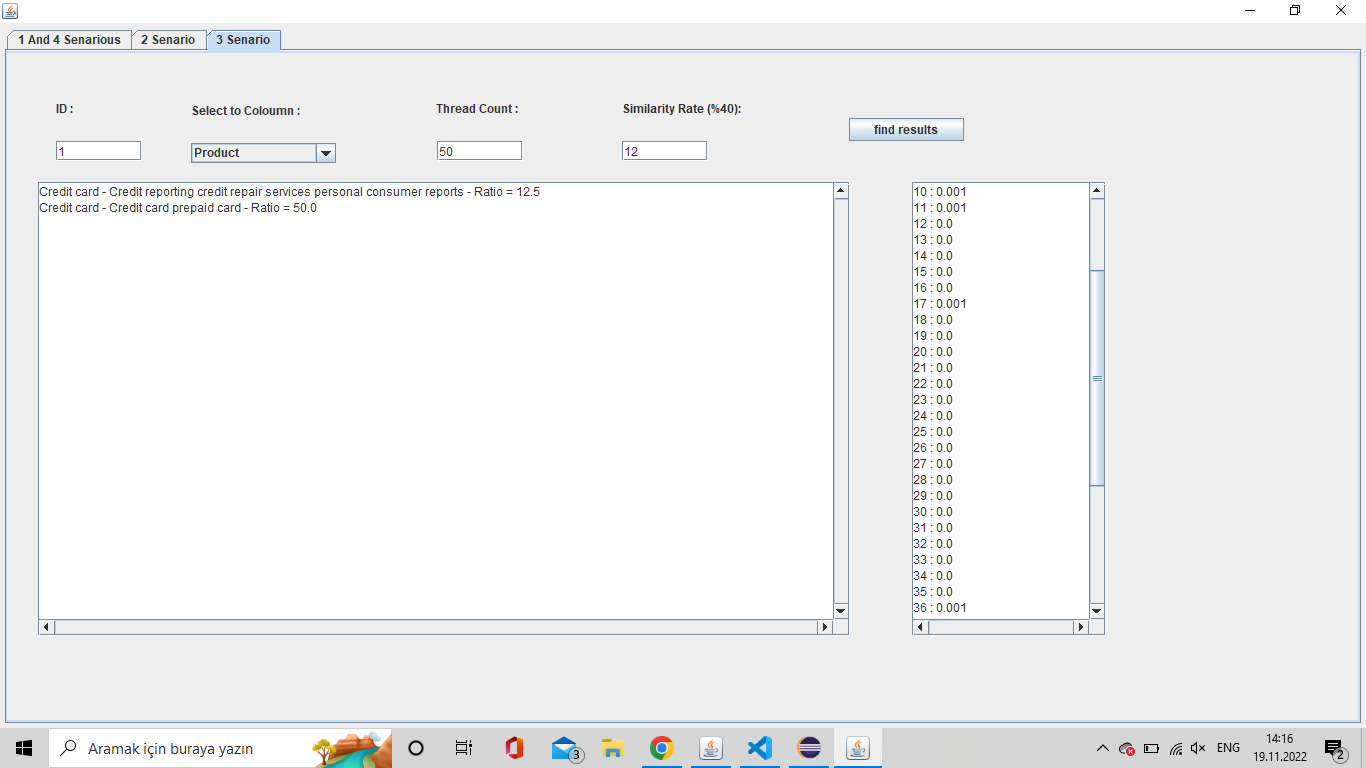 1 And 4 Senarious
2 Senario
3 Senario
ID :
Select to Coloumn :
Thread Count :
Similarity Rate (%40):
find results
1
Product
50
12
Credit card - Credit reporting credit repair services personal consumer reports - Ratio = 12.5
Credit card - Credit card prepaid card - Ratio = 50.0
10 : 0.001
11 : 0.001
12 : 0.0
13 : 0.0
14 : 0.0
15 : 0.0
16 : 0.0
17 : 0.001
18 : 0.0
19 : 0.0
20 : 0.0
21 : 0.0
22 : 0.0
23 : 0.0
24 : 0.0
25 : 0.0
26 : 0.0
27 : 0.0
28 : 0.0
29 : 0.0
30 : 0.0
31 : 0.0
32 : 0.0
33 : 0.0
34 : 0.0
35 : 0.0
36 : 0.001
Aramak için buraya yazın
3
ENG
14:16
19.11.2022
2